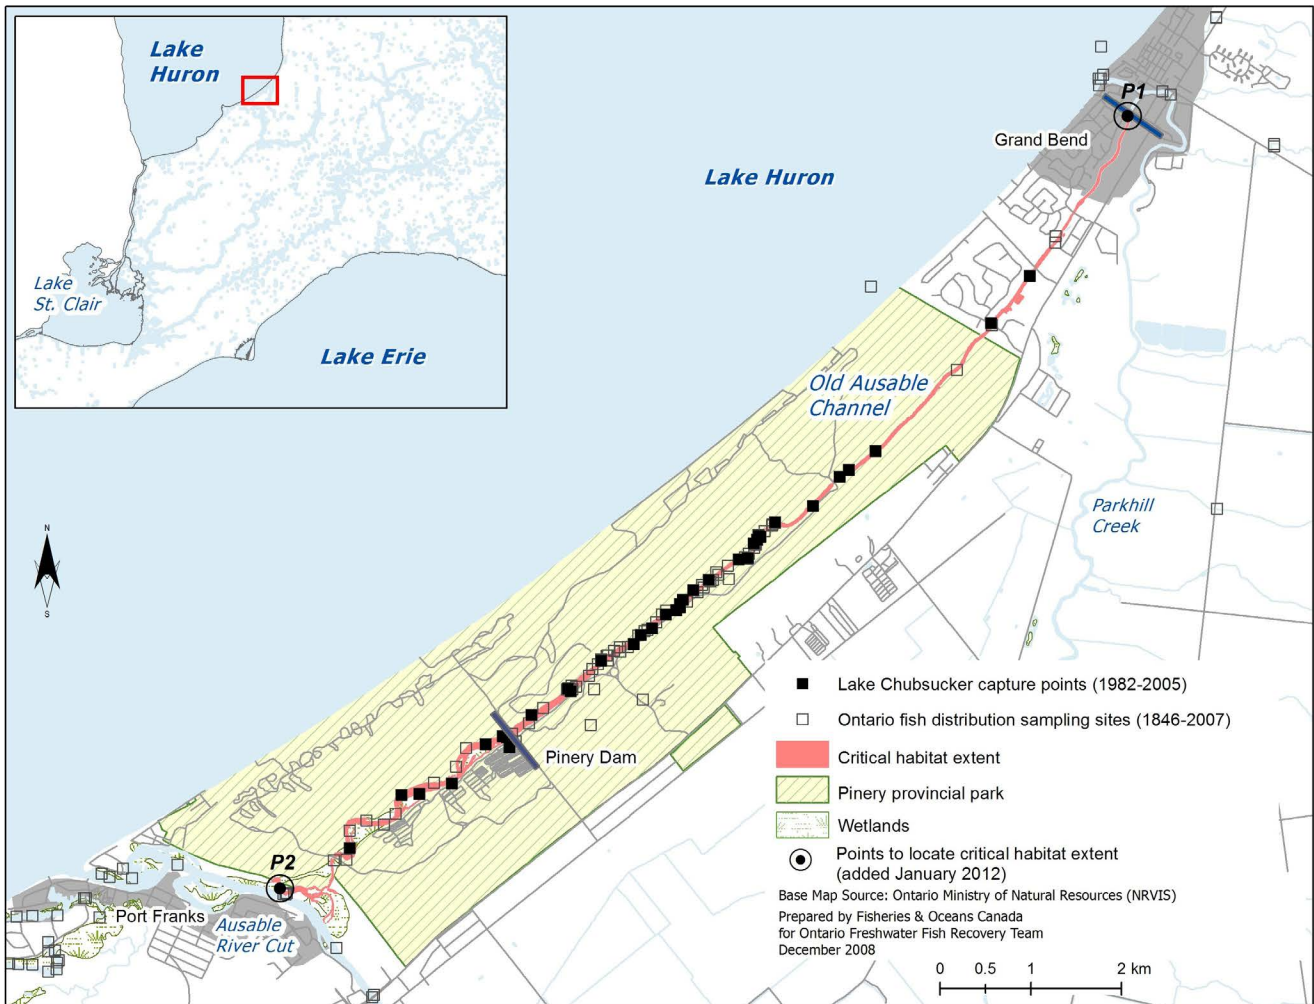 Lake
Huron
Lake
St. Clair
Lake Erie
Lake Huron
P1
Grand Bend
Old Ausable
Channel
Parkhill
Creek
N
S
Pinery Dam
P2
Port Franks
Ausable
River Cut
Lake Chubsucker capture points (1982-2005)
Ontario fish distribution sampling sites (1846-2007)
Critical habitat extent
Pinery provincial park
Wetlands
Points to locate critical habitat extent
(added January 2012)
Base Map Source: Ontario Ministry of Natural Resources (NRVIS)
Prepared by Fisheries & Oceans Canada
for Ontario Freshwater Fish Recovery Team
December 2008
0 0.5 1 2 km